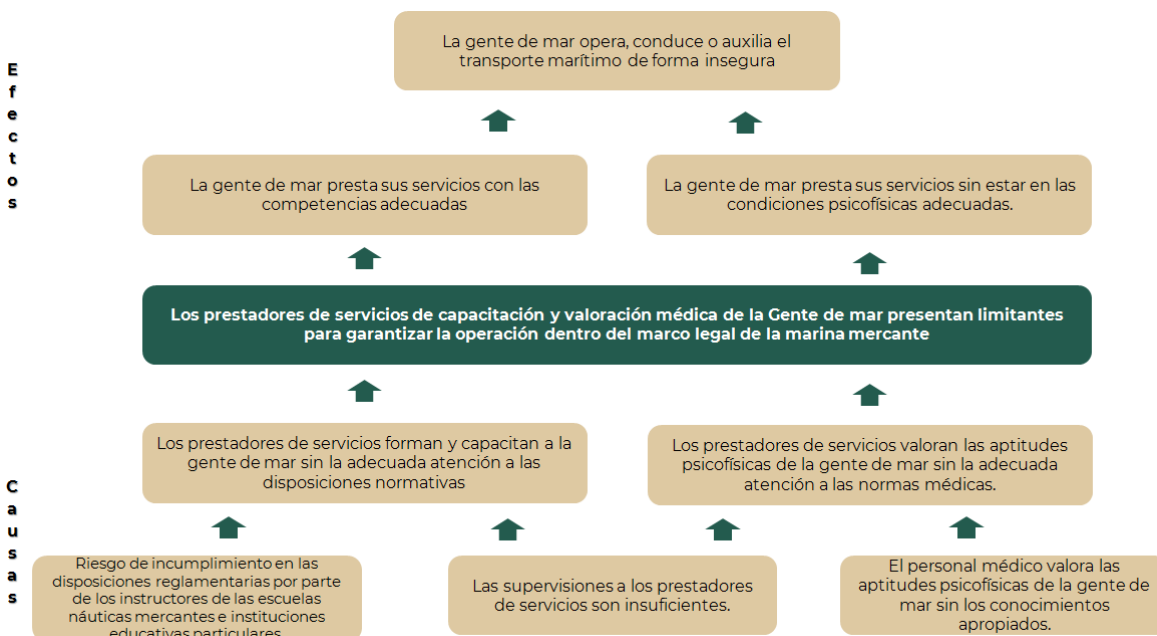 Efectos
La gente de mar opera, conduce o auxilia el
transporte marítimo de forma insegura
La gente de mar presta sus servicios con las
competencias adecuadas
La gente de mar presta sus servicios sin estar en las
condiciones psicofísicas adecuadas.
Los prestadores de servicios de capacitación y valoración médica de la Gente de mar presentan limitantes
para garantizar la operación dentro del marco legal de la marina mercante
Causas
Los prestadores de servicios forman y capacitan a la
gente de mar sin la adecuada atención a las
disposiciones normativas
Los prestadores de servicios valoran las aptitudes
psicofísicas de la gente de mar sin la adecuada
atención a las normas médicas.
Riesgo de incumplimiento en las
disposiciones reglamentarias por parte
de los instructores de las escuelas
náuticas mercantes e instituciones
educativas particulares
Las supervisiones a los prestadores
de servicios son insuficientes.
El personal médico valora las
aptitudes psicofísicas de la gente de
mar sin los conocimientos
apropiados.